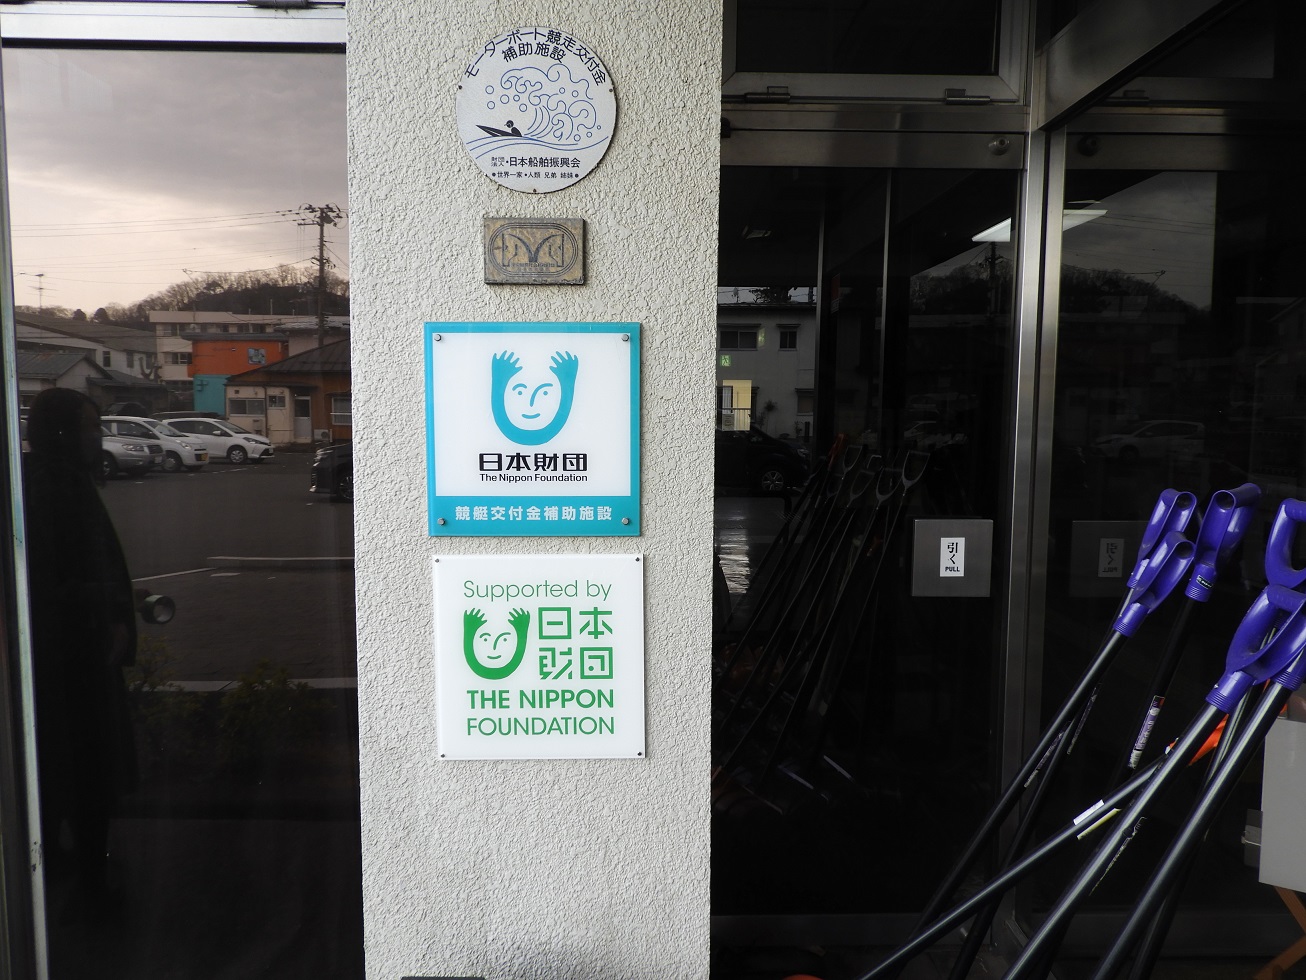 モーターボート競走交付金
補助施設
財団
法人・日本船舶振興会
●世界一家●人類 兄弟 姉妹●
日本財団
The Nippon Foundation
競艇交付金補助施設
Supported by
日本
財団
THE NIPPON
FOUNDATION
引く
PULL